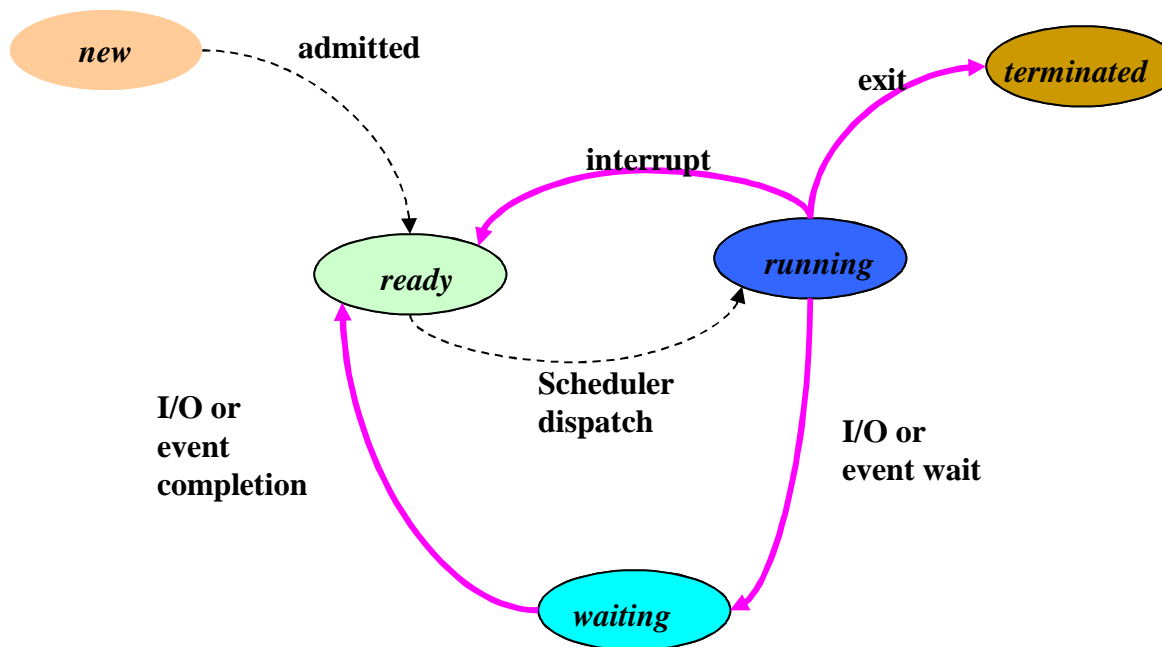 new
admitted
terminated
exit
interrupt
ready
running
Scheduler
dispatch
I/O or
event
completion
I/O or
event wait
waiting